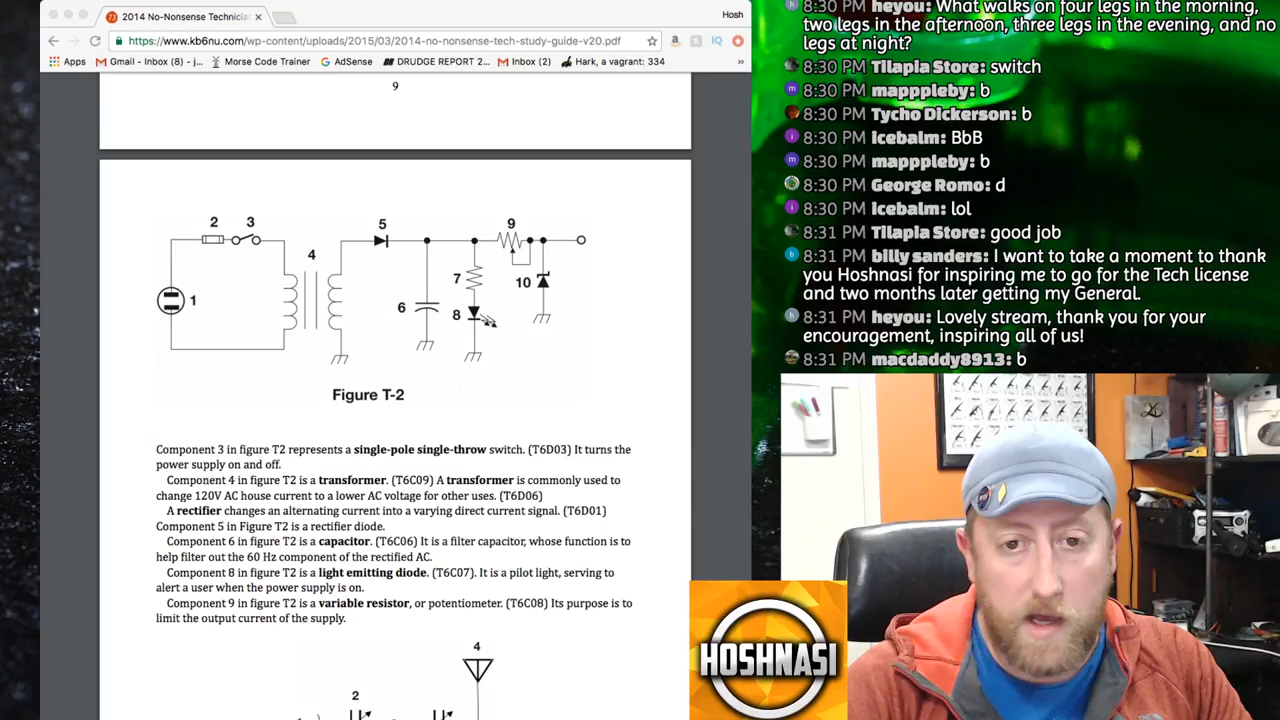 2014 No-Nonsense Technicia
Hosh
https://www.kb6nu.com/wp-content/uploads/2015/03/2014-no-nonsense-tech-study-guide-v20.pdf
Apps
Gmail - Inbox (8) - j...
Morse Code Trainer
AdSense
DRUDGE REPORT 2...
Inbox (2)
Hark, a vagrant: 334
»
9
2
3
4
5
9
1
6
7
8
10
Figure T-2
Component 3 in figure T2 represents a single-pole single-throw switch. (T6D03) It turns the
power supply on and off.
Component 4 in figure T2 is a transformer. (T6C09) A transformer is commonly used to
change 120V AC house current to a lower AC voltage for other uses. (T6D06)
A rectifier changes an alternating current into a varying direct current signal. (T6D01)
Component 5 in Figure T2 is a rectifier diode.
Component 6 in figure T2 is a capacitor. (T6C06) It is a filter capacitor, whose function is to
help filter out the 60 Hz component of the rectified AC.
Component 8 in figure T2 is a light emitting diode. (T6C07). It is a pilot light, serving to
alert a user when the power supply is on.
Component 9 in figure T2 is a variable resistor, or potentiometer. (T6C08) Its purpose is to
limit the output current of the supply.
4
2
8:30 PM heyou: What walks on four legs in the morning,
two legs in the afternoon, three legs in the evening, and no
legs at night?
8:30 PM Tilapia Store: switch
8:30 PM mapppleby: b
8:30 PM Tycho Dickerson: b
8:30 PM icebalm: BbB
8:30 PM mapppleby: b
8:30 PM George Romo: d
8:30 PM icebalm: lol
8:31 PM Tilapia Store: good job
8:31 PM billy sanders: I want to take a moment to thank
you Hoshnasi for inspiring me to go for the Tech license
and two months later getting my General.
8:31 PM heyou: Lovely stream, thank you for your
encouragement, inspiring all of us!
8:31 PM macdaddy8913: b
HOSHNASI